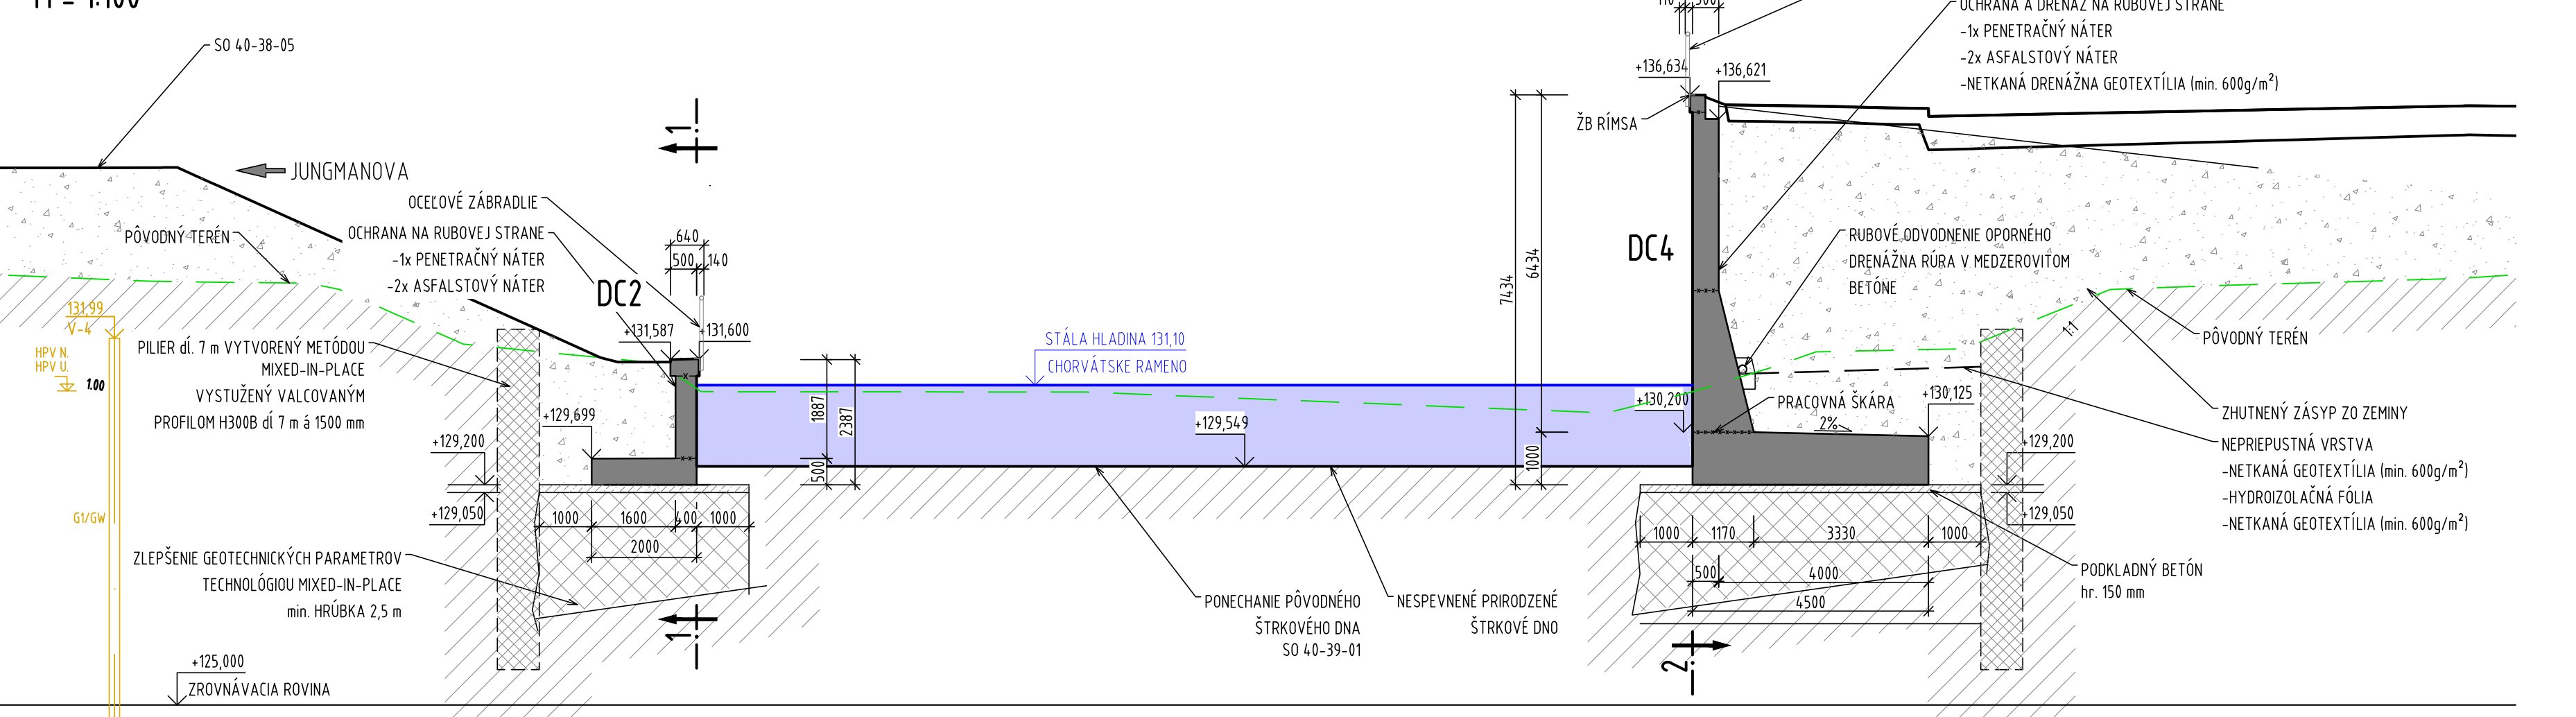 H = 1:100
SO 40-38-05
JUNGMANOVA
OCEĽOVÉ ZÁBRADLIE
PÔVODNÝ TERÉN
OCHRANA NA RUBOVEJ STRANE
-1x PENETRAČNÝ NÁTER
-2x ASFALSTOVÝ NÁTER
DC2
1
640
500
140
+131,587
+131,600
131,99
V-4
HPV N.
HPV U.
1.00
G1/GW
PILIER dĺ. 7 m VYTVORENÝ METÓDOU
MIXED-IN-PLACE
VYSTUŽENÝ VALCOVANÝM
PROFILOM H300B dĺ 7 m á 1500 mm
+129,699
+129,200
+129,050
1000
1600
400
1000
2000
ZLEPŠENIE GEOTECHNICKÝCH PARAMETROV
TECHNOLÓGIOU MIXED-IN-PLACE
min. HRÚBKA 2,5 m
1
+125,000
ZROVNÁVACIA ROVINA
1887
500
2387
STÁLA HLADINA 131,10
CHORVÁTSKE RAMENO
+129,549
PONECHANIE PÔVODNÉHO
ŠTRKOVÉHO DNA
SO 40-39-01
NESPEVNENÉ PRIRODZENÉ
ŠTRKOVÉ DNO
110
500
+136,634
+136,621
ŽB RÍMSA
DC4
7434
6434
1000
OCHRANA A DRENÁŽ NA RUBOVEJ STRANE
-1x PENETRAČNÝ NÁTER
-2x ASFALSTOVÝ NÁTER
-NETKANÁ DRENÁŽNA GEOTEXTÍLIA (min. 600g/m²)
RUBOVÉ ODVODNENIE OPORNÉHO
DRENÁŽNA RÚRA V MEDZEROVITOM
BETÓNE
+130,200
PRACOVNÁ ŠKÁRA
2%
+130,125
1:1
PÔVODNÝ TERÉN
ZHUTNENÝ ZÁSYP ZO ZEMINY
NEPRIEPUSTNÁ VRSTVA
-NETKANÁ GEOTEXTÍLIA (min. 600g/m²)
-HYDROIZOLAČNÁ FÓLIA
-NETKANÁ GEOTEXTÍLIA (min. 600g/m²)
+129,200
+129,050
1000
1170
3330
1000
500
4000
4500
2
PODKLADNÝ BETÓN
hr. 150 mm